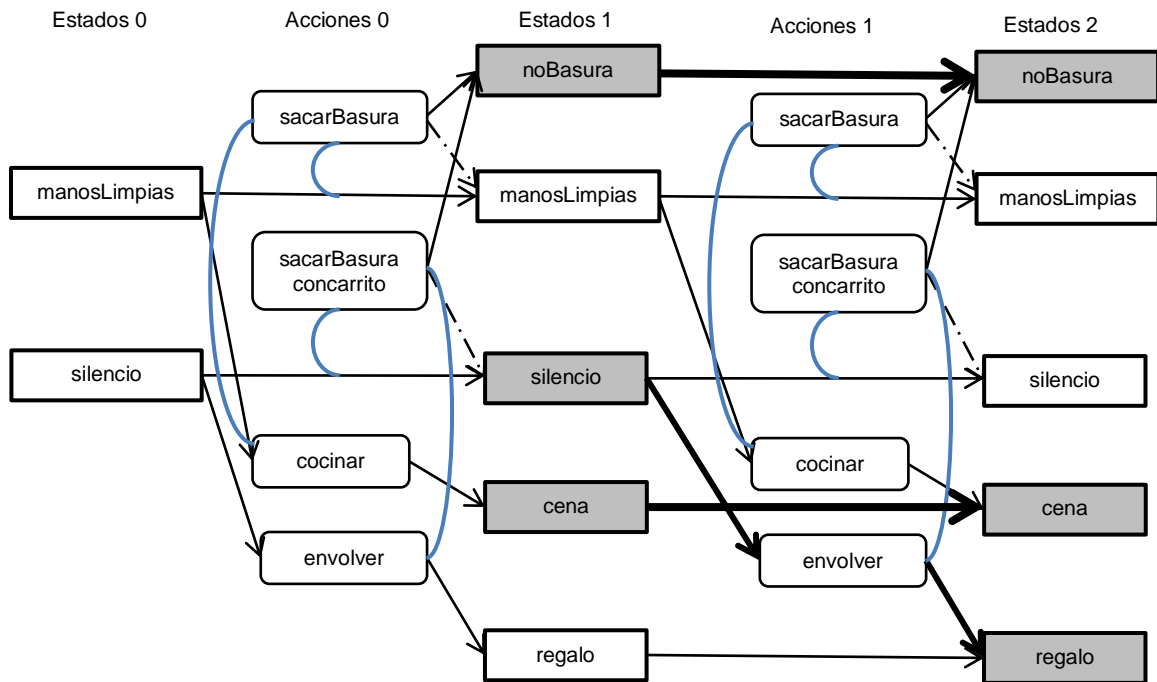 Estados 0
Acciones 0
Estados 1
Acciones 1
Estados 2
noBasura
noBasura
sacarBasura
sacarBasura
manosLimpias
manosLimpias
manosLimpias
sacarBasura
concarrito
sacarBasura
concarrito
silencio
silencio
silencio
cocinar
cocinar
cena
cena
envolver
envolver
regalo
regalo